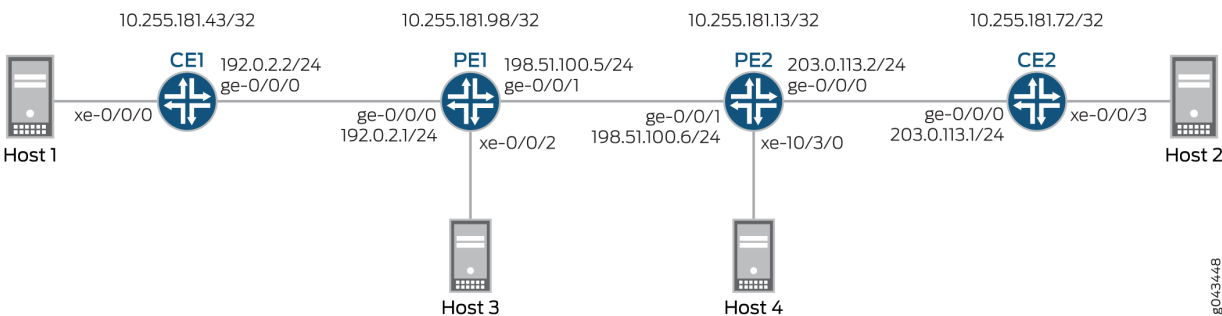 10.255.181.43/32
10.255.181.98/32
10.255.181.13/32
10.255.181.72/32
CE1
192.0.2.2/24
ge-0/0/0
PE1
198.51.100.5/24
ge-0/0/1
PE2
203.0.113.2/24
ge-0/0/0
CE2
xe-0/0/0
ge-0/0/0
192.0.2.1/24
xe-0/0/2
ge-0/0/1
198.51.100.6/24
xe-10/3/0
ge-0/0/0
203.0.113.1/24
xe-0/0/3
Host 1
Host 2
Host 3
Host 4
g043448